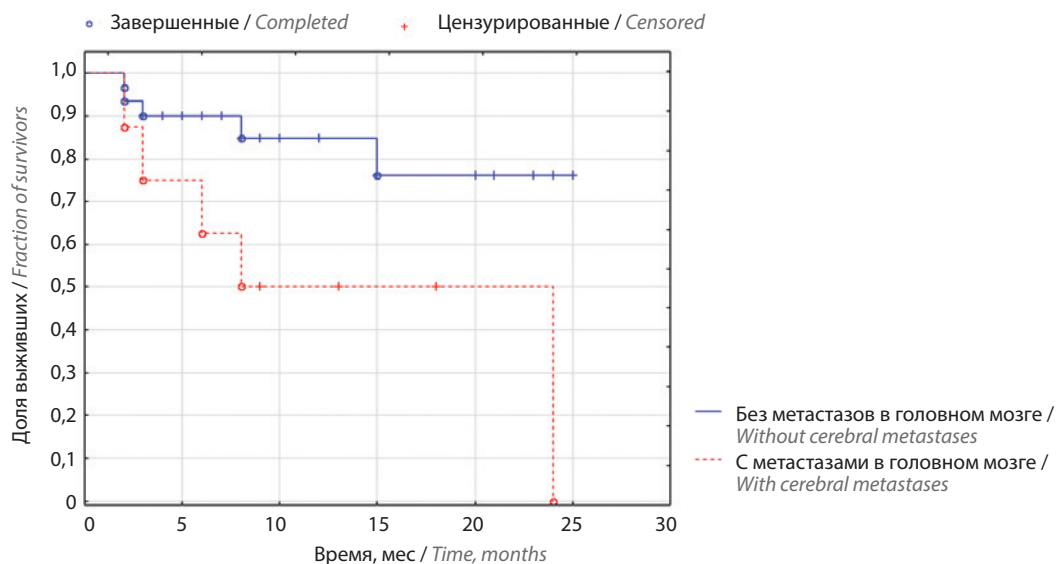 Завершенные / Completed
Цензурированные / Censored
Доля выживших / Fraction of survivors
1,0
0,9
0,8
0,7
0,6
0,5
0,4
0,3
0,2
0,1
0
0 5 10 15 20 25 30
Время, мес / Time, months
Без метастазов в головном мозге /
Without cerebral metastases
С метастазами в головном мозге /
With cerebral metastases